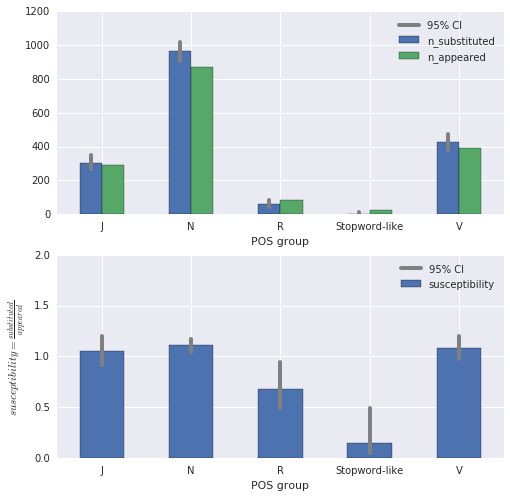 1200
1000
800
600
400
200
0
95% CI
n_substituted
n_appeared
J N R Stopword-like V
POS group
2.0
1.5
1.0
0.5
0.0
susceptibility = substituted/appeared
95% CI
susceptibility
J N R Stopword-like V
POS group